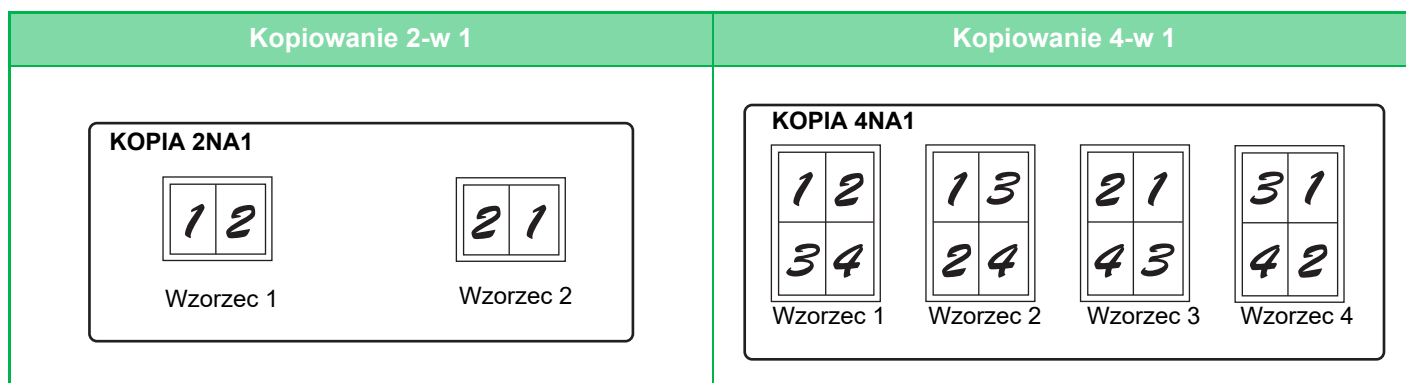 Kopiowanie 2-w 1
Kopiowanie 4-w 1
KOPIA 2NA1
1 2
2 1
Wzorzec 1
Wzorzec 2
KOPIA 4NA1
1 2
3 4
1 3
2 4
2 1
4 3
3 1
4 2
Wzorzec 1
Wzorzec 2
Wzorzec 3
Wzorzec 4